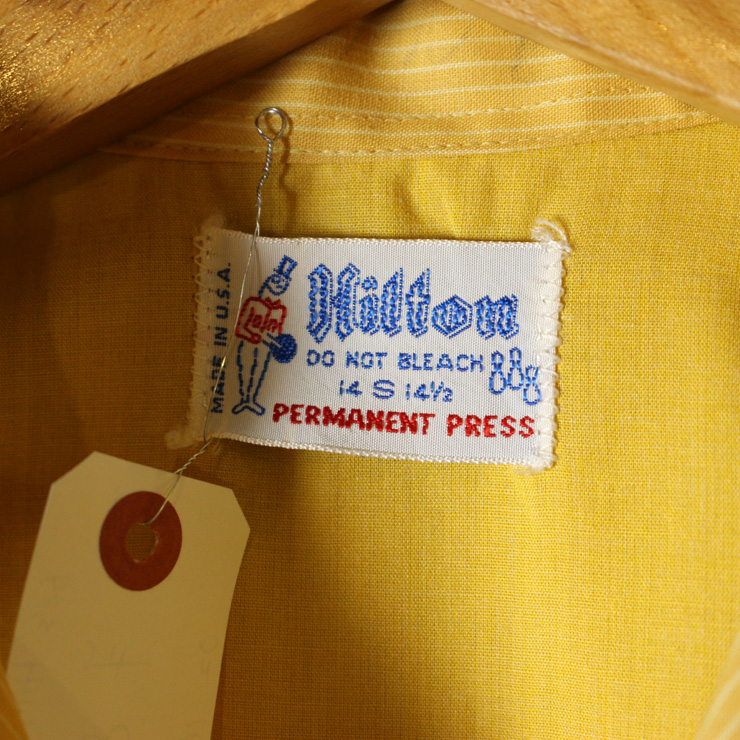 MADE IN U.S.A.
Hilton
DO NOT BLEACH
14 S 14½
PERMANENT PRESS